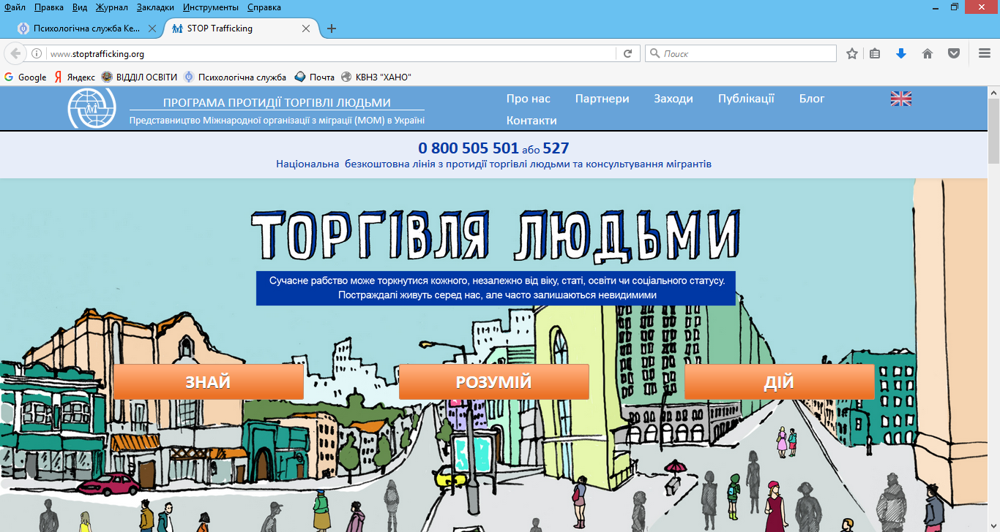 Файл Правка Вид Журнал Закладки Инструменты Справка
Психологічна служба Ке... STOP Trafficking
www.stoptrafficking.org Поиск
Google Яндекс ВІДДІЛ ОСВІТИ Психологічна служба Почта КВНЗ "ХАНО"
ПРОГРАМА ПРОТИДІЇ ТОРГІВЛІ ЛЮДЬМИ
Представництво Міжнародної організації з міграції (МОМ) в Україні
Про нас Партнери Заходи Публікації Блог
Контакти
0 800 505 501 або 527
Національна безкоштовна лінія з протидії торгівлі людьми та консультування мігрантів
ТОРГІВЛЯ ЛЮДЬМИ
Сучасне рабство може торкнутися кожного, незалежно від віку, статі, освіти чи соціального статусу.
Постраждалі живуть серед нас, але часто залишаються невидимими
ЗНАЙ РОЗУМІЙ ДІЙ